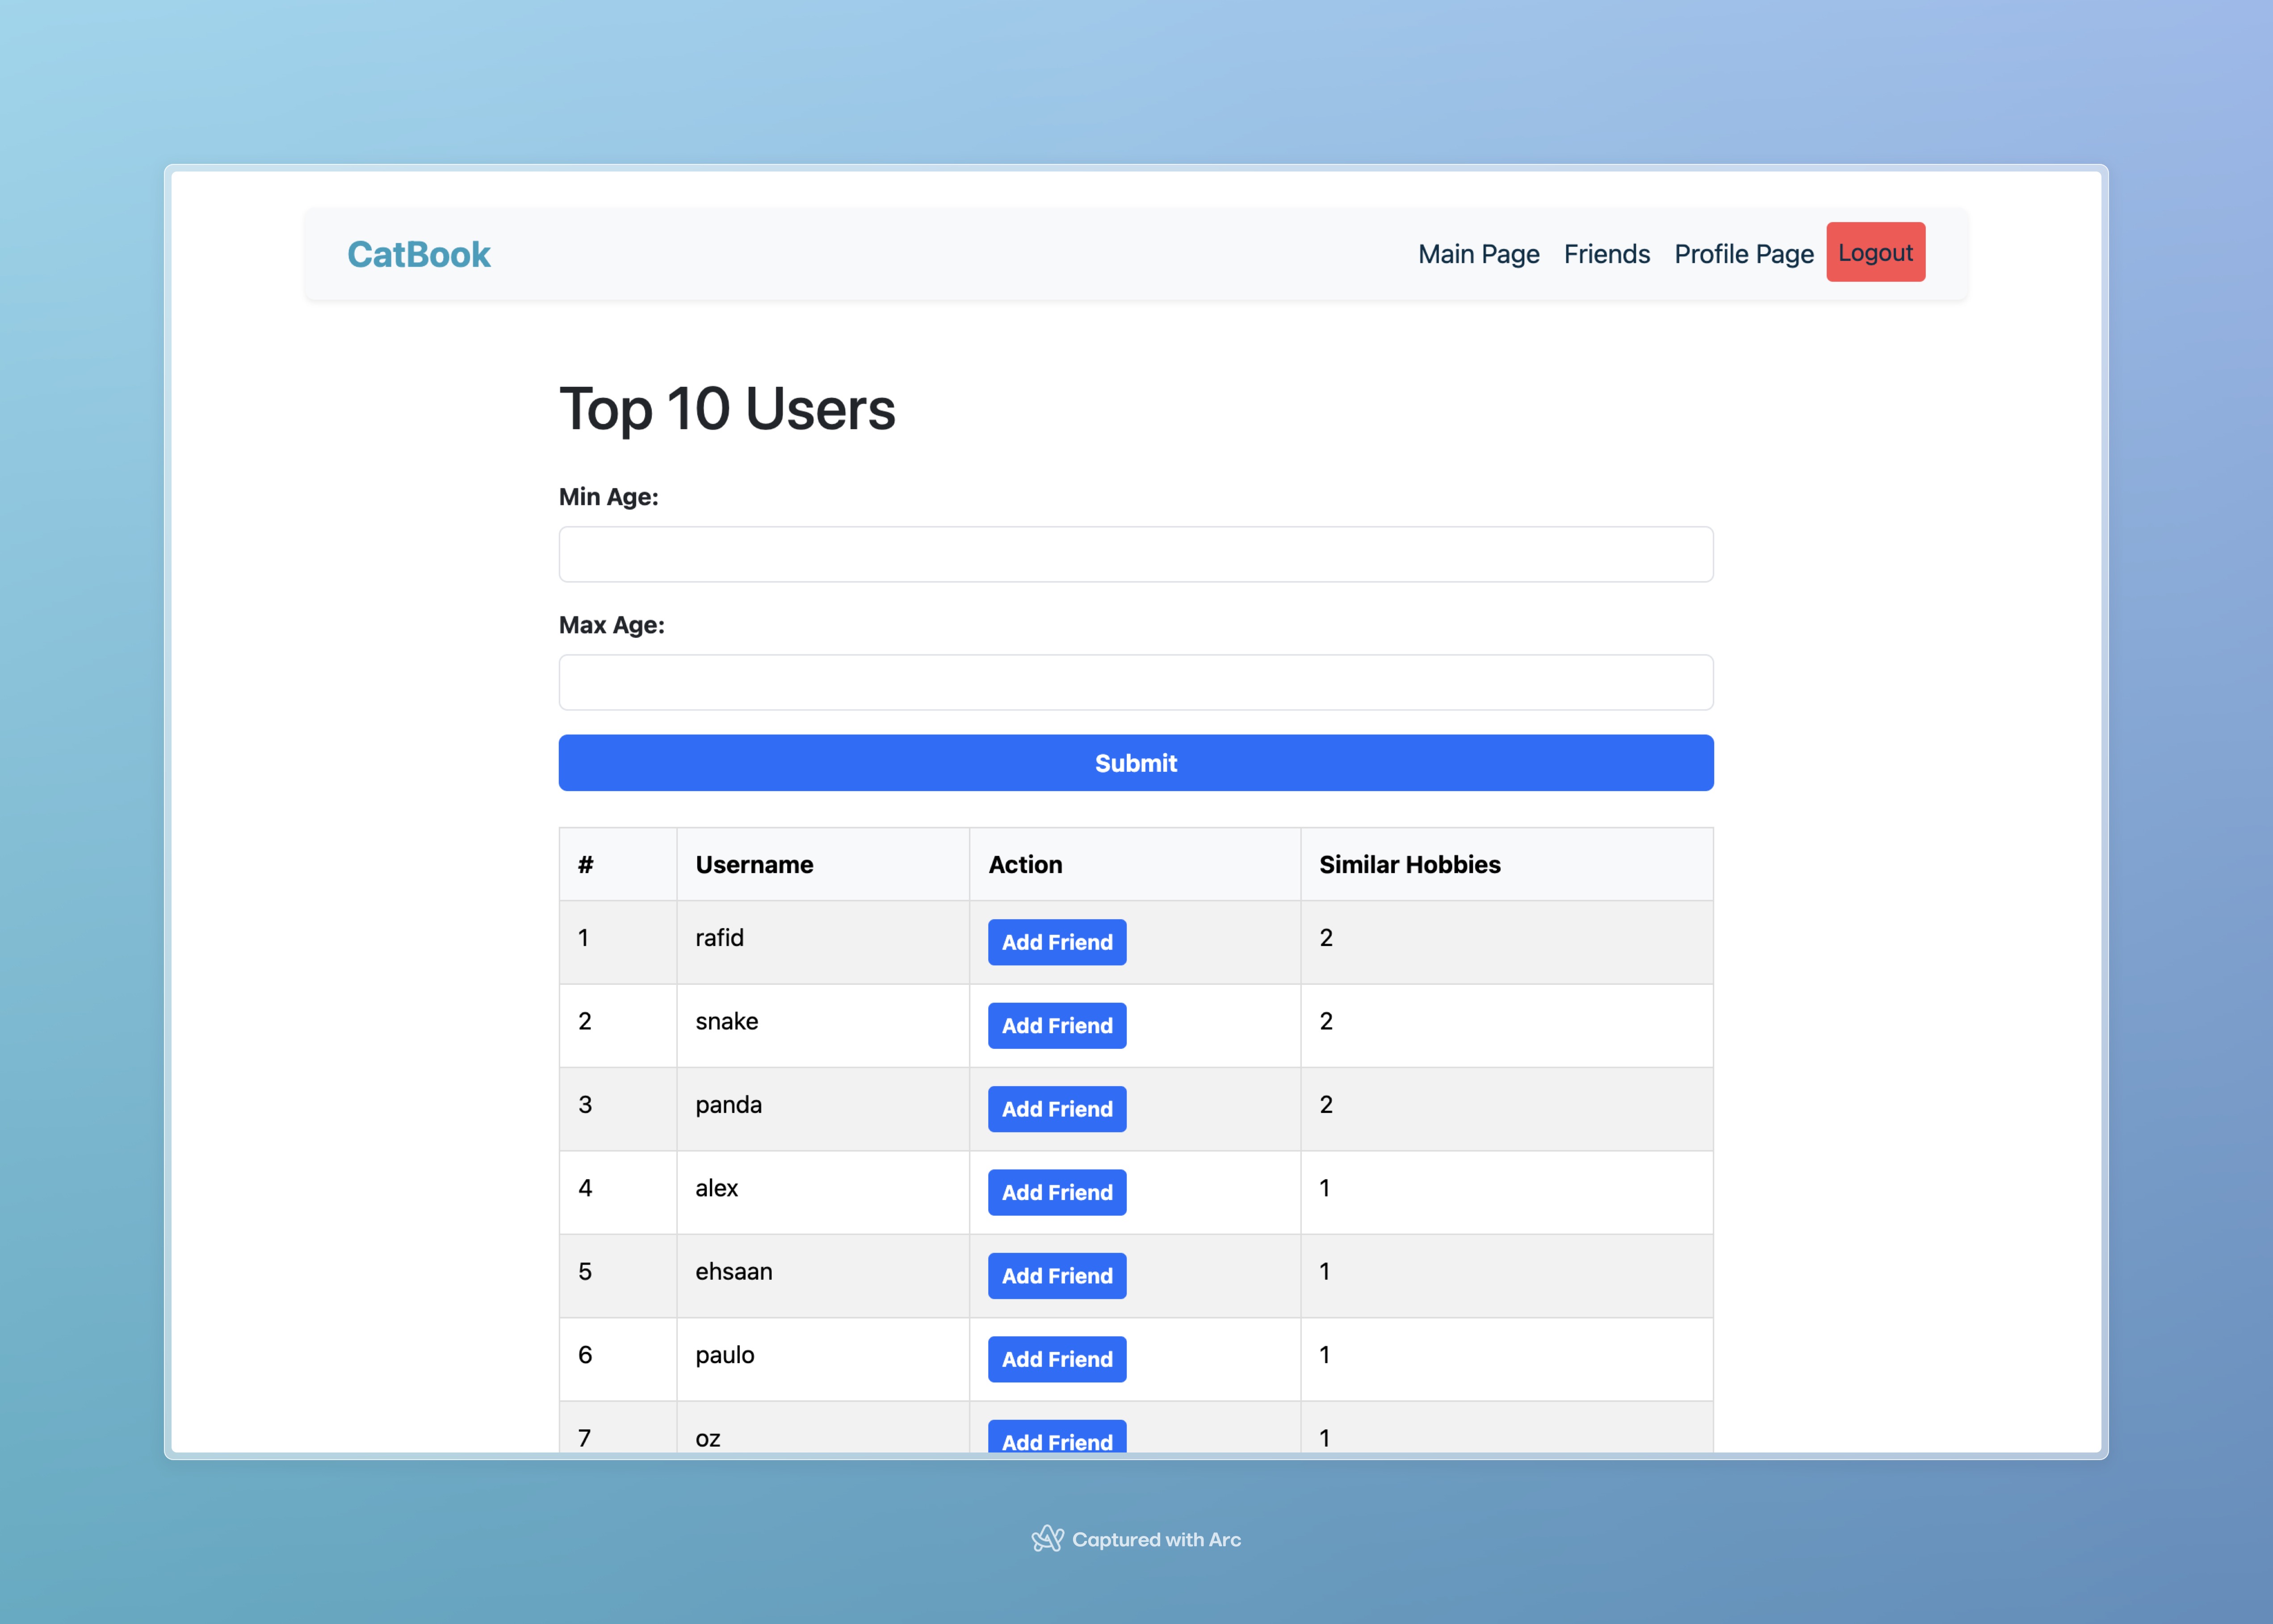 CatBook Main Page Friends Profile Page Logout
Top 10 Users
Min Age:
Max Age:
Submit
# Username Action Similar Hobbies
1 rafid Add Friend 2
2 snake Add Friend 2
3 panda Add Friend 2
4 alex Add Friend 1
5 ehsaan Add Friend 1
6 paulo Add Friend 1
7 oz Add Friend 1
Captured with Arc